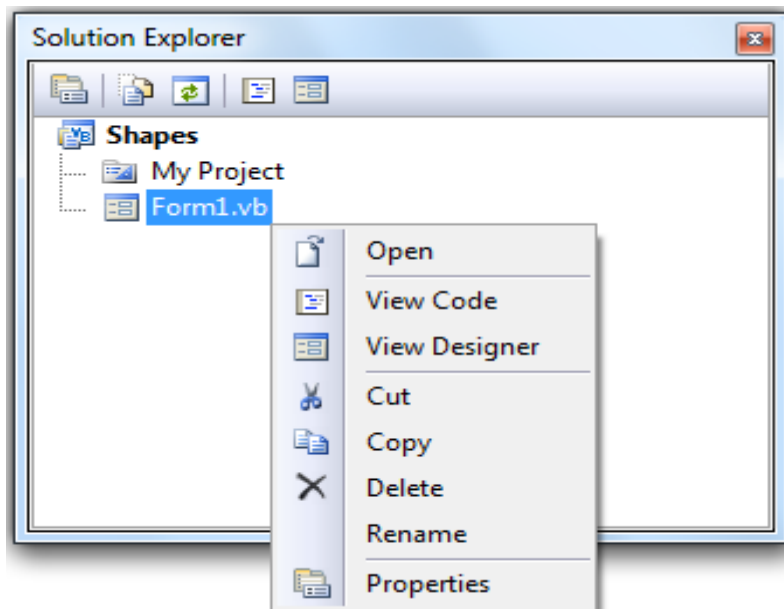 Solution Explorer
Shapes
My Project
Form1.vb
Open
View Code
View Designer
Cut
Copy
Delete
Rename
Properties